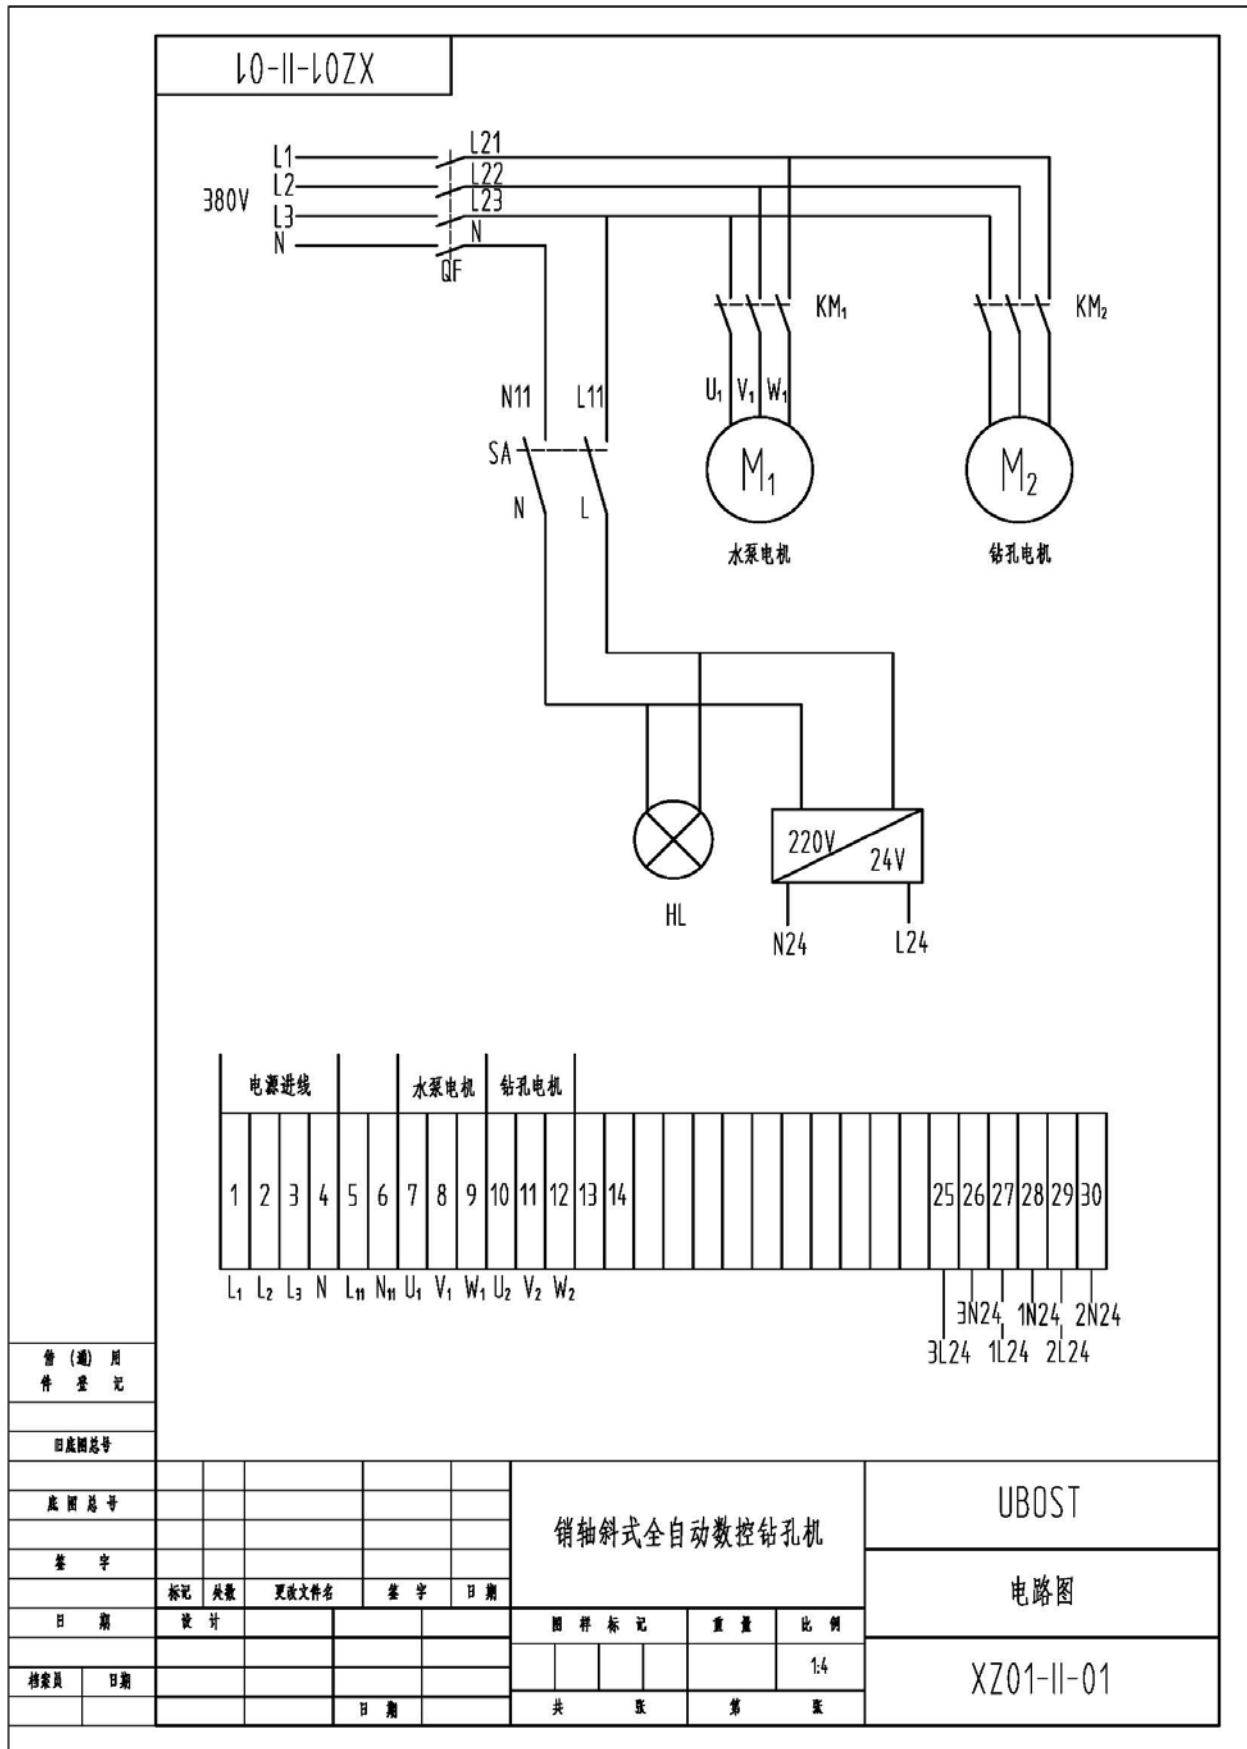 XZ01-II-01
L1
L2
380V
L3
N
L21
L22
L23
N
QF
KM₁
KM₂
N11
L11
U₁
V₁
W₁
SA
N
L
M₁
M₂
水泵电机
钻孔电机
220V
24V
HL
N24
L24
电源进线
水泵电机
钻孔电机
1 2 3 4 5 6 7 8 9 10 11 12 13 14 25 26 27 28 29 30
L₁ L₂ L₃ N L₁₁ N₁₁ U₁ V₁ W₁ U₂ V₂ W₂
3N24 1N24 2N24
3L24 1L24 2L24
借(通)用
件登记
旧底图总号
底图总号
签字
日期
档案员 日期
标记 处数 更改文件名 签字 日期
设计
日期
销轴斜式全自动数控钻孔机
图样标记 重量 比例
1:4
共 张 第 张
UBOST
电路图
XZ01-II-01